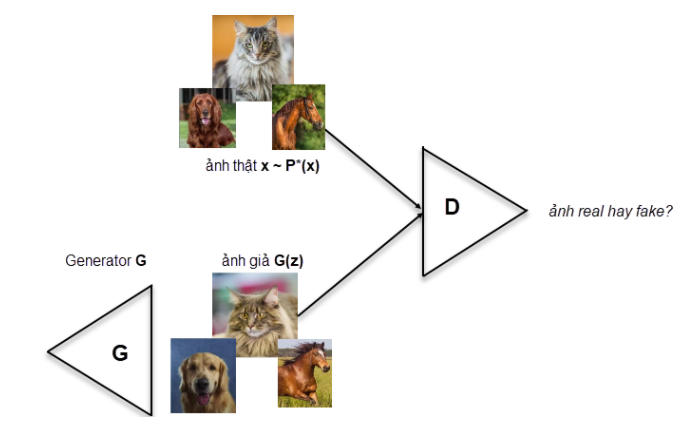 ảnh thật x ~ P*(x)
D
ảnh real hay fake?
Generator G
ảnh giả G(z)
G